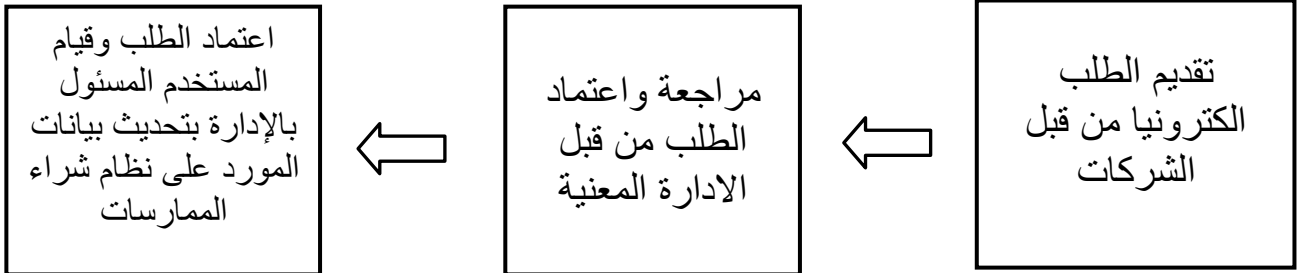 تقديم الطلب
الكترونيا من قبل
الشركات
مراجعة واعتماد
الطلب من قبل
الادارة المعنية
اعتماد الطلب وقيام
المستخدم المسئول
بالإدارة بتحديث بيانات
المورد على نظام شراء
الممارسات